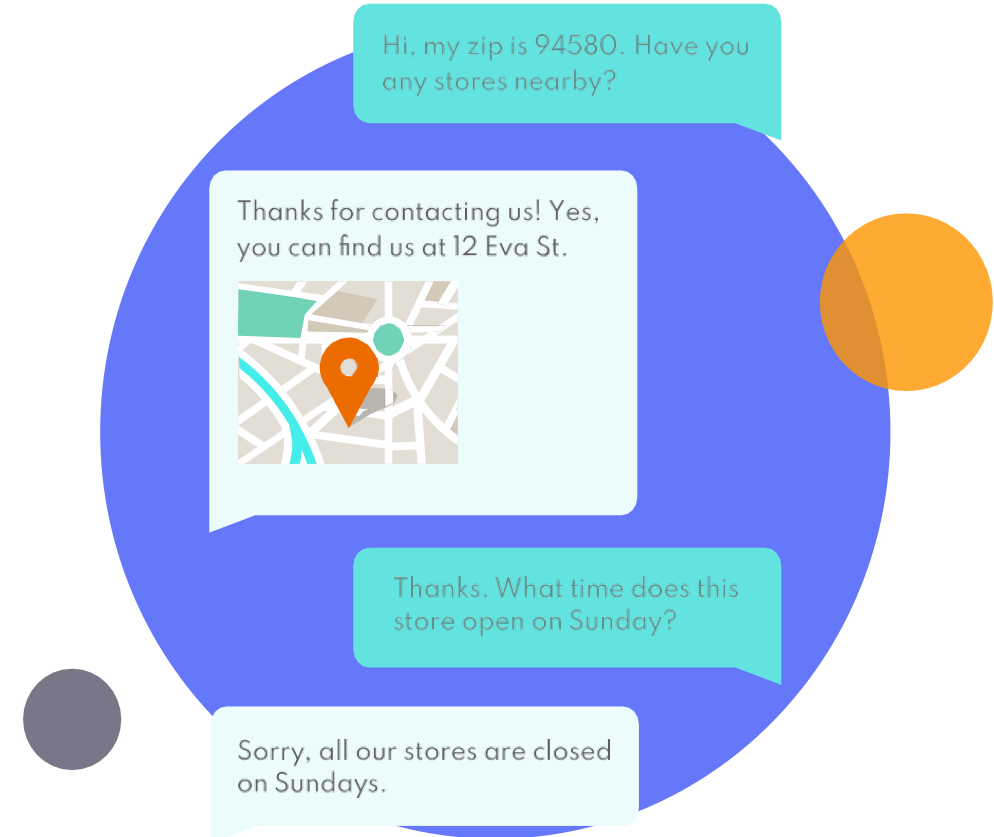 Hi, my zip is 94580. Have you
any stores nearby?
Thanks for contacting us! Yes,
you can find us at 12 Eva St.
Thanks. What time does this
store open on Sunday?
Sorry, all our stores are closed
on Sundays.